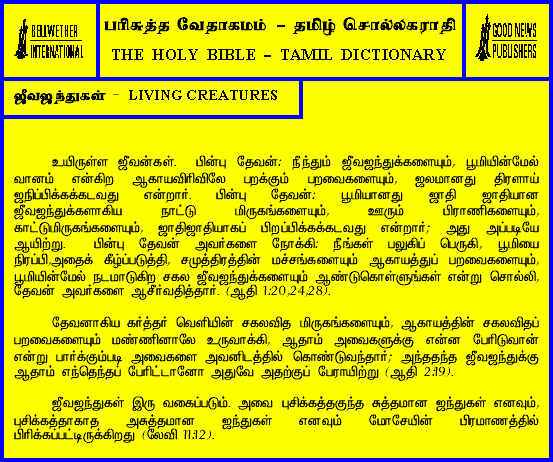 BELLWETHER
INTERNATIONAL
பரிசுத்த வேதாகமம் – தமிழ் சொல்லகராதி
THE HOLY BIBLE – TAMIL DICTIONARY
GOOD NEWS
PUBLISHERS
ஜீவஜந்துகள் – LIVING CREATURES
உயிருள்ள ஜீவன்கள். பின்பு தேவன்: நீந்தும் ஜீவஜந்துக்களையும், பூமியின்மேல்
வானம் என்கிற ஆகாயவிரிவிலே பறக்கும் பறவைகளையும், ஜலமானது திரளாய்
ஜநிப்பிக்கக்கடவது என்றார். பின்பு தேவன்: பூமியானது ஜாதி ஜாதியான
ஜீவஜந்துக்களாகிய நாட்டு மிருகங்களையும், ஊரும் பிராணிகளையும்,
காட்டுமிருகங்களையும், ஜாதிஜாதியாகப் பிறப்பிக்கக்கடவது என்றார்; அது அப்படியே
ஆயிற்று. பின்பு தேவன் அவர்களை நோக்கி: நீங்கள் பலுகிப் பெருகி, பூமியை
நிரப்பி.அதைக் கீழ்ப்படுத்தி, சமுத்திரத்தின் மச்சங்களையும் ஆகாயத்துப் பறவைகளையும்,
பூமியின்மேல் நடமாடுகிற சகல ஜீவஜந்துக்களையும் ஆண்டுகொள்ளுங்கள் என்று சொல்லி,
தேவன் அவர்களை ஆசீர்வதித்தார். (ஆதி 1:20,24,28).
தேவனாகிய கர்த்தர் வெளியின் சகலவித மிருகங்களையும், ஆகாயத்தின் சகலவிதப்
பறவைகளையும் மண்ணினாலே உருவாக்கி, ஆதாம் அவைகளுக்கு என்ன பேரிடுவான்
என்று பார்க்கும்படி அவைகளை அவனிடத்தில் கொண்டுவந்தார்; அந்தந்த ஜீவஜந்துக்கு
ஆதாம் எந்தெந்தப் பேரிட்டானோ அதுவே அதற்குப் பேராயிற்று (ஆதி 2:19).
ஜீவஜந்துகள் இரு வகைப்படும். அவை புசிக்கத்தகுந்த சுத்தமான ஜந்துகள் எனவும்,
புசிக்கத்தாகாத அசுத்தமான ஜந்துகள் எனவும் மோசேயின் பிரமாணத்தில்
பிரிக்கப்பட்டிருக்கிறது (லேவி 11:12).